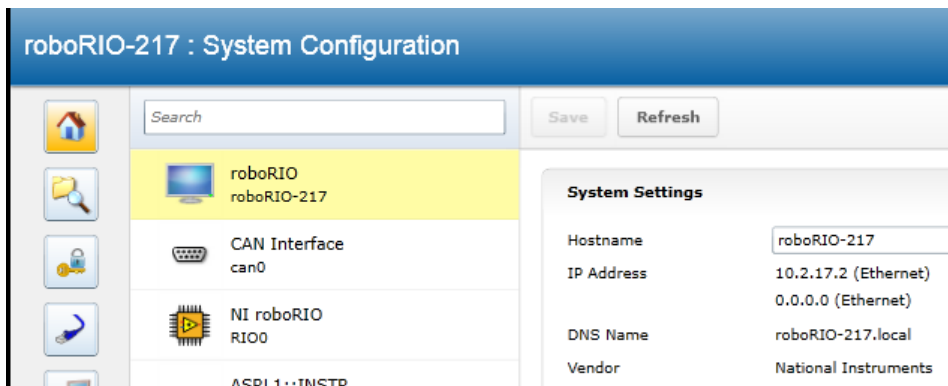 roboRIO-217 : System Configuration
Search
roboRIO
roboRIO-217
CAN Interface
can0
NI roboRIO
RIO0
ASRL1::INSTR
Save
Refresh
System Settings
Hostname
roboRIO-217
IP Address
10.2.17.2 (Ethernet)
0.0.0.0 (Ethernet)
DNS Name
roboRIO-217.local
Vendor
National Instruments